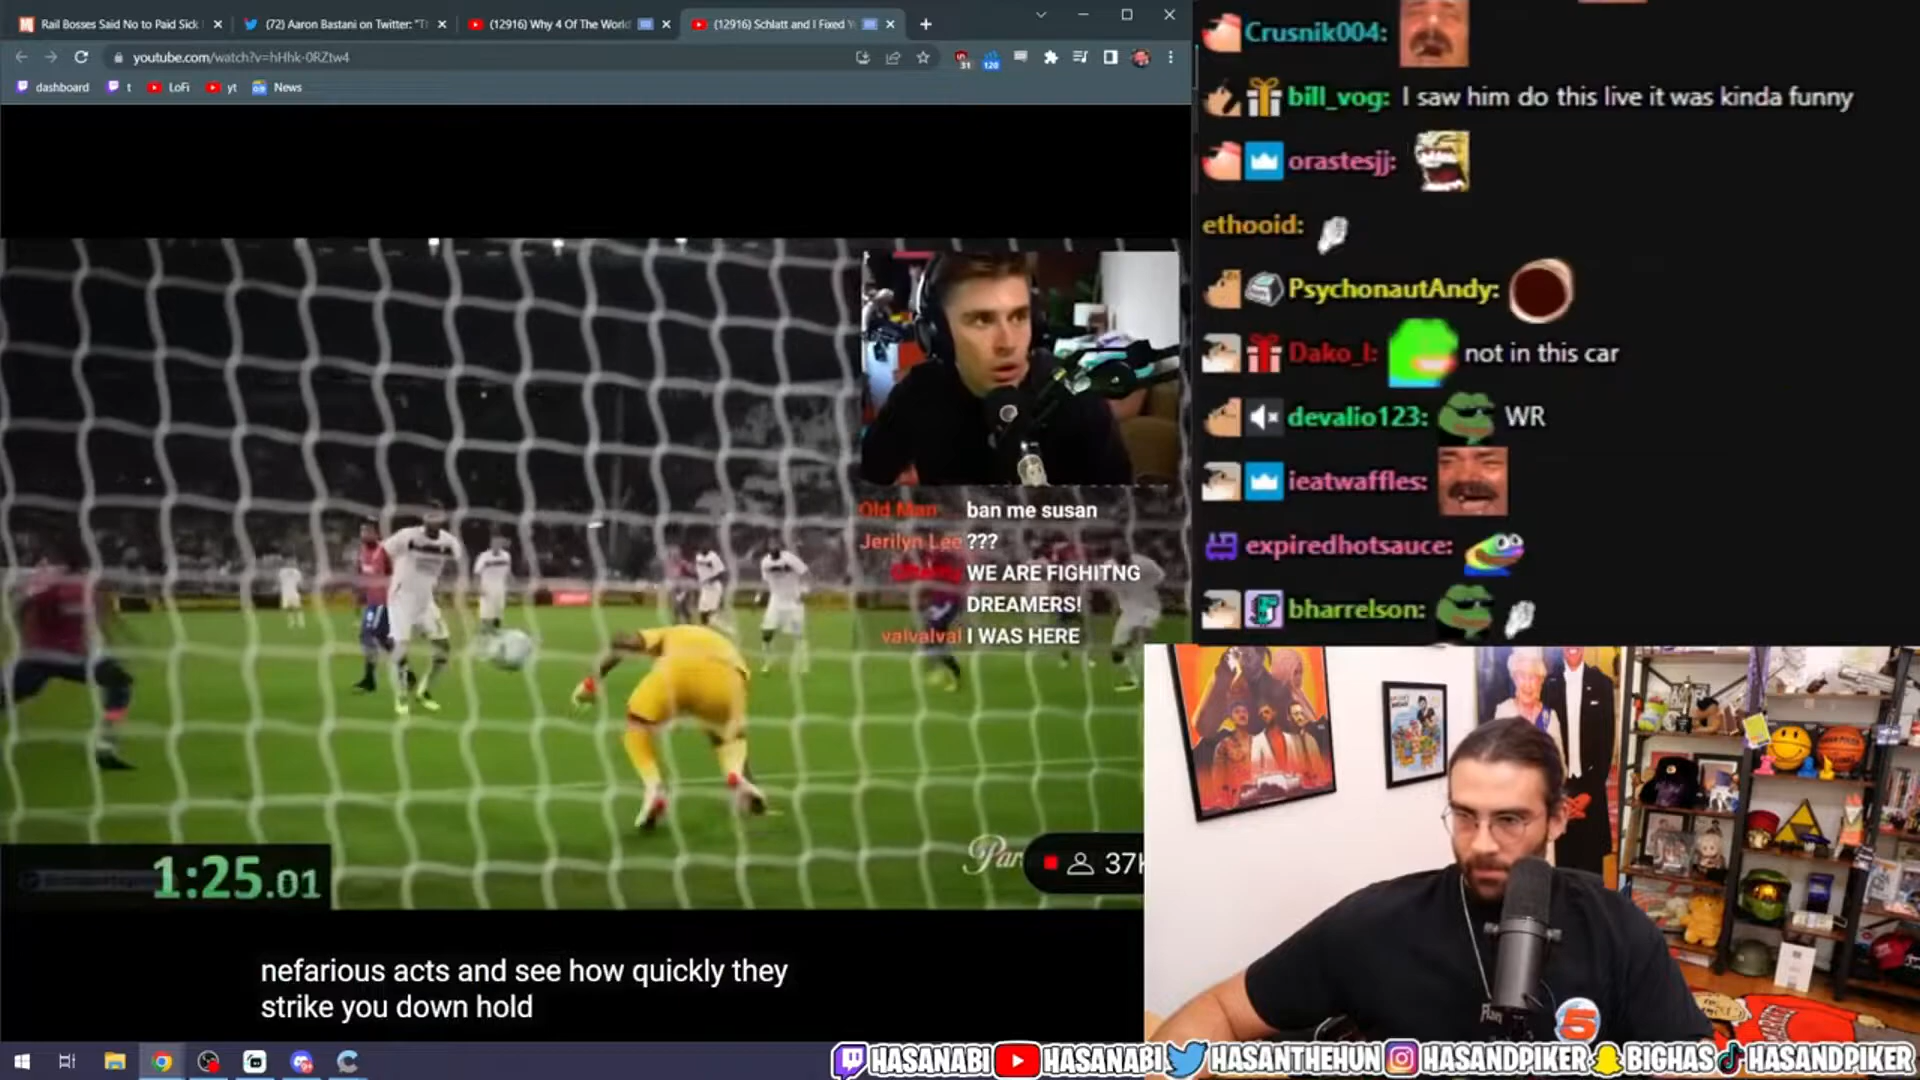 Rail Bosses Said No to Paid Sick
(72) Aaron Bastani on Twitter: "T
(12916) Why 4 Of The World
(12916) Schlatt and I Fixed
youtube.com/watch?v=hHhk-0RZtw4
31
120
dashboard
t
LoFi
yt
News
Crusnik004:
bill_vog: I saw him do this live it was kinda funny
orastesjj:
ethooid:
PsychonautAndy:
Dako_l: not in this car
devalio123: WR
ieatwaffles:
expiredhotsauce:
bharrelson:
Old Man ban me susan
Jerilyn Lee ???
WE ARE FIGHITNG
DREAMERS!
valvalval I WAS HERE
1:25.01
37K
nefarious acts and see how quickly they
strike you down hold
HASANABI
HASANABI
HASANTHEHUN
HASANDPIKER
BIGHAS
HASANDPIKER